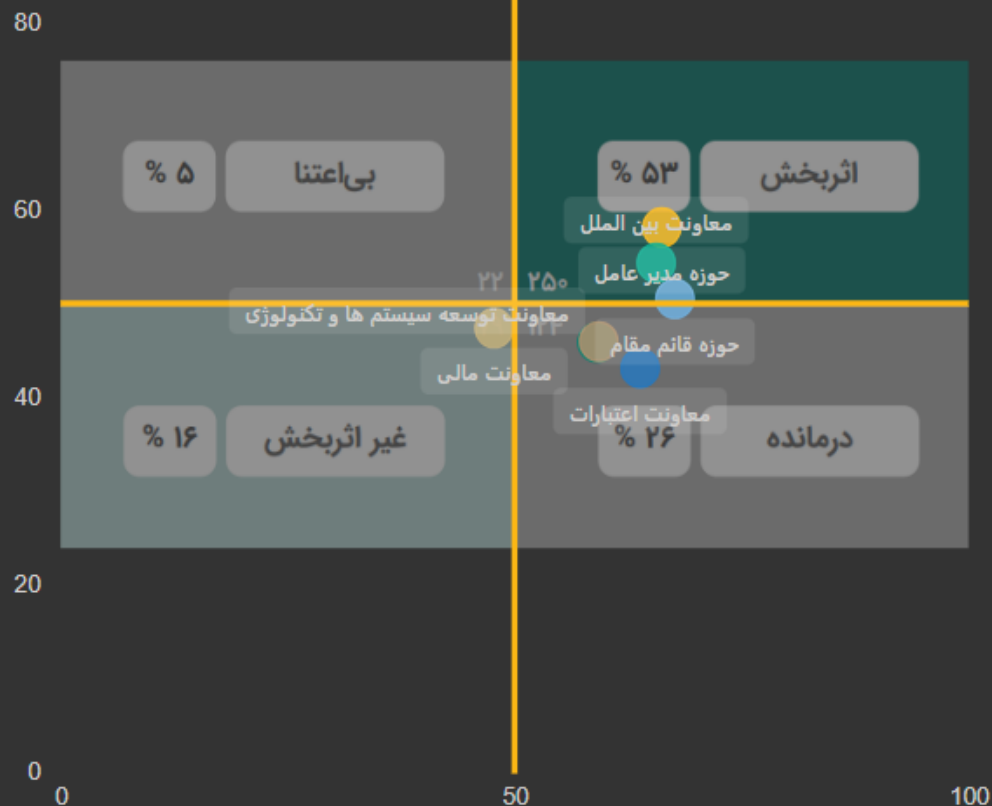 80
اثربخش
۵۳ %
بی‌اعتنا
۵ %
60
معاونت بین الملل
حوزه مدیر عامل
۲۲
۲۵۰
معاونت توسعه سیستم ها و تکنولوژی
حوزه قائم مقام
معاونت مالی
40
معاونت اعتبارات
درمانده
۲۶ %
غیر اثربخش
۱۶ %
20
0
0
50
100